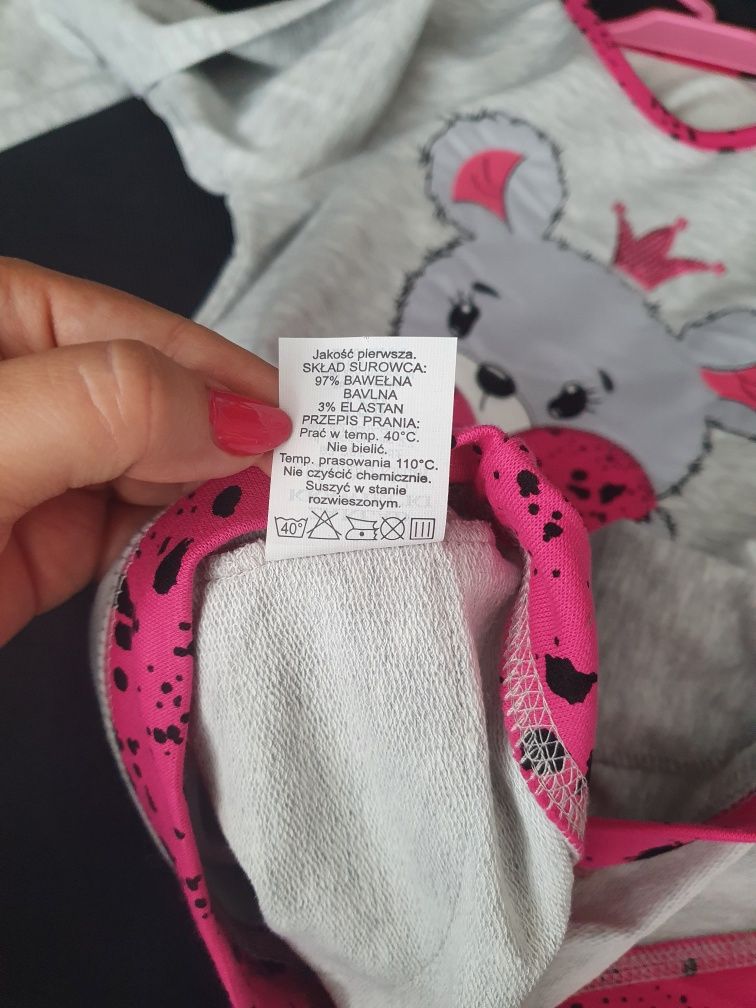 Jakość pierwsza.
SKŁAD SUROWCA:
97% BAWEŁNA
BAVLNA
3% ELASTAN
PRZEPIS PRANIA:
Prać w temp. 40°C.
Nie bielić.
Temp. prasowania 110°C.
Nie czyścić chemicznie.
Suszyć w stanie
rozwieszonym.
40°